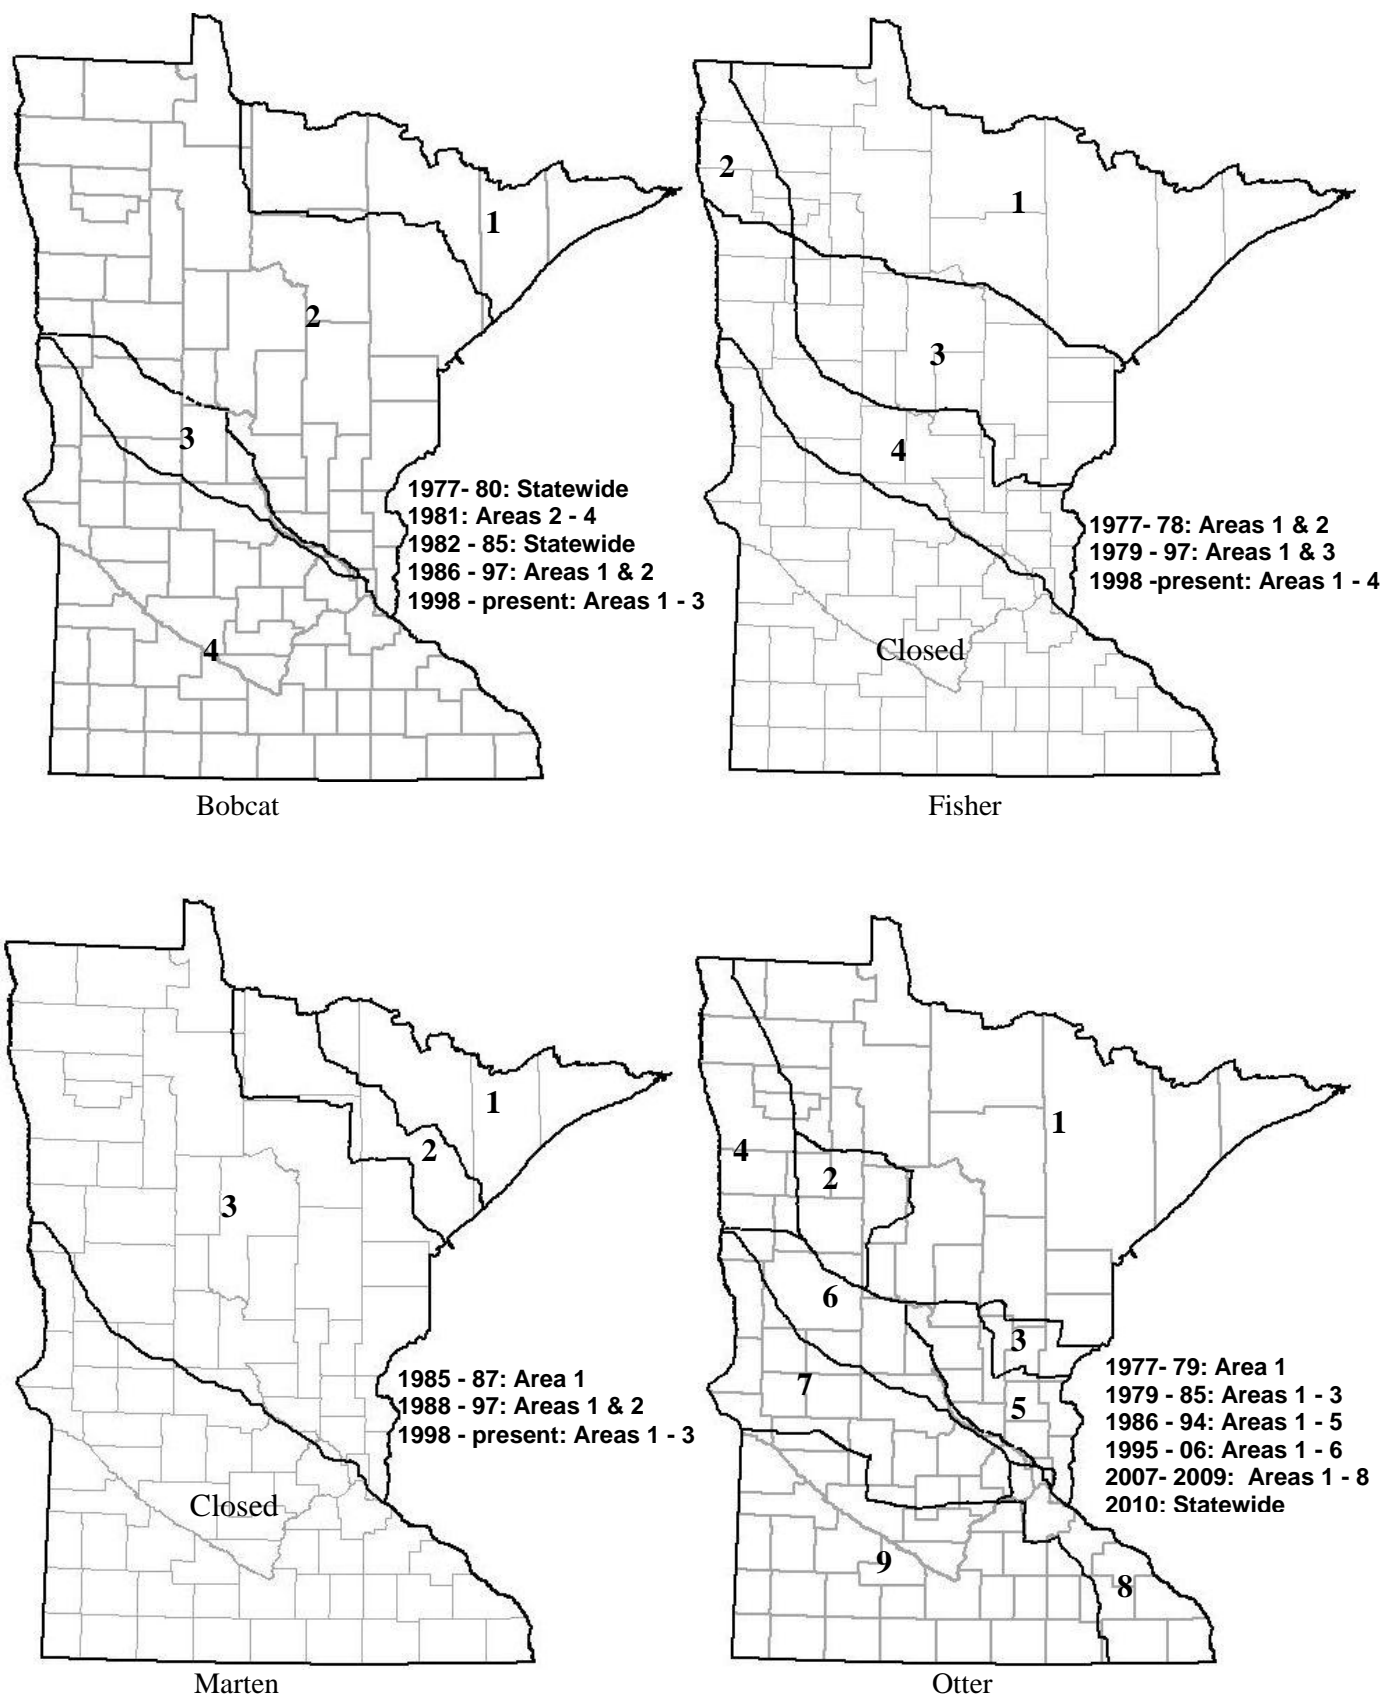 1
2
3
4
1977- 80: Statewide
1981: Areas 2 - 4
1982 - 85: Statewide
1986 - 97: Areas 1 & 2
1998 - present: Areas 1 - 3
Bobcat
2
1
3
4
1977- 78: Areas 1 & 2
1979 - 97: Areas 1 & 3
1998 -present: Areas 1 - 4
Closed
Fisher
1
2
3
1985 - 87: Area 1
1988 - 97: Areas 1 & 2
1998 - present: Areas 1 - 3
Closed
Marten
1
4
2
6
3
7
5
1977- 79: Area 1
1979 - 85: Areas 1 - 3
1986 - 94: Areas 1 - 5
1995 - 06: Areas 1 - 6
2007- 2009:  Areas 1 - 8
2010: Statewide
9
8
Otter